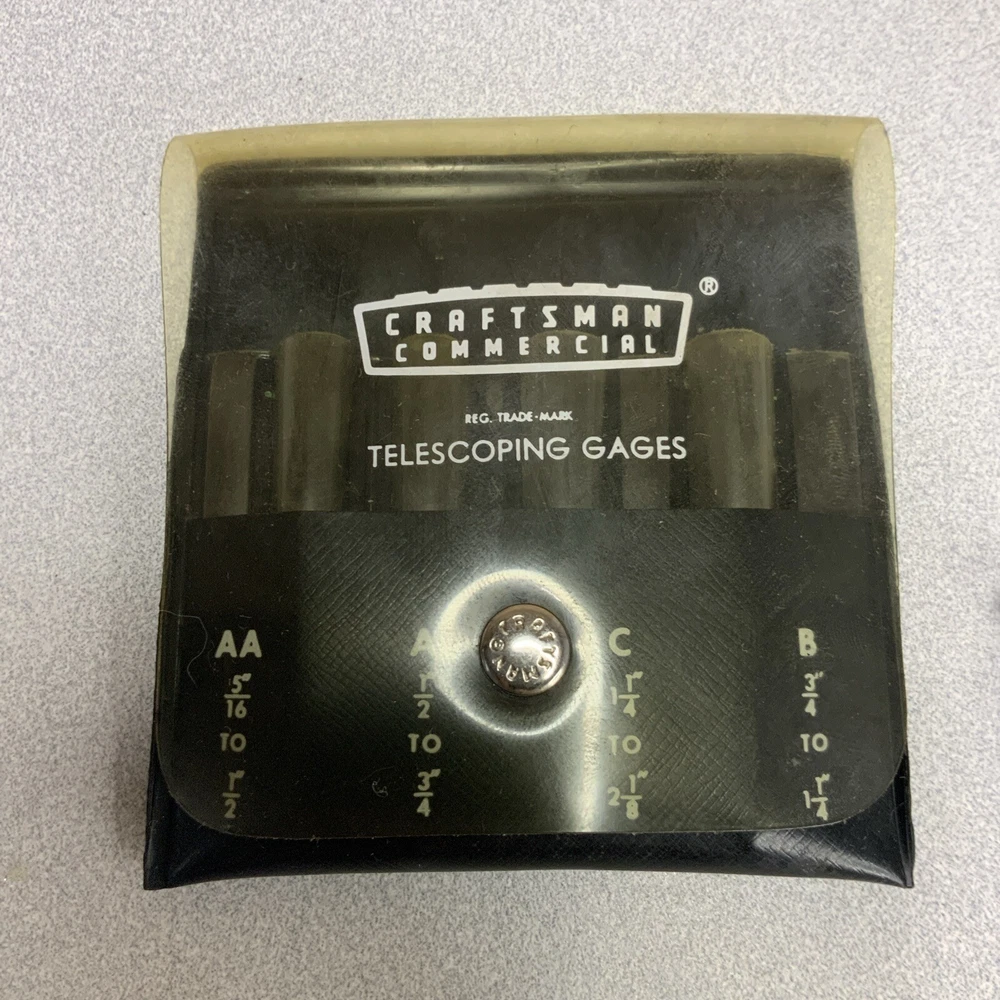 CRAFTSMAN ®
COMMERCIAL
REG. TRADE-MARK
TELESCOPING GAGES
CRAFTSMAN
AA A C B
5/16" 1/2" 1 1/4" 3/4"
TO TO TO TO
1/2" 3/4" 2 1/8" 1 1/4"